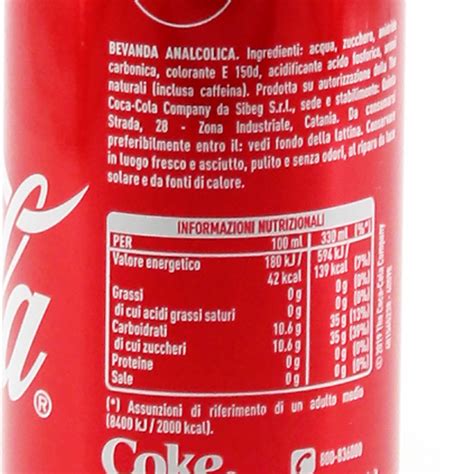 BEVANDA ANALCOLICA. Ingredienti: acqua, zucchero, anidride
carbonica, colorante E 150d, acidificante acido fosforico, aromi
naturali (inclusa caffeina). Prodotta su autorizzazione della The
Coca-Cola Company da Sibeg S.r.l., sede e stabilimento:
Strada, 28 - Zona Industriale, Catania. Da consumarsi
preferibilmente entro il: vedi fondo della lattina. Conservare
in luogo fresco e asciutto, pulito e senza odori, al riparo da luce
solare e da fonti di calore.
INFORMAZIONI NUTRIZIONALI
PER 100 ml 330 ml (%*)
Valore energetico 180 kJ / 594 kJ /
42 kcal 139 kcal (7%)
Grassi 0 g 0 g (0%)
di cui acidi grassi saturi 0 g 0 g (0%)
Carboidrati 10.6 g 35 g (13%)
di cui zuccheri 10.6 g 35 g (39%)
Proteine 0 g 0 g (0%)
Sale 0 g 0 g (0%)
(*) Assunzioni di riferimento di un adulto medio
(8400 kJ / 2000 kcal).
Coke
800-836000
© 2019 The Coca-Cola Company
la
®